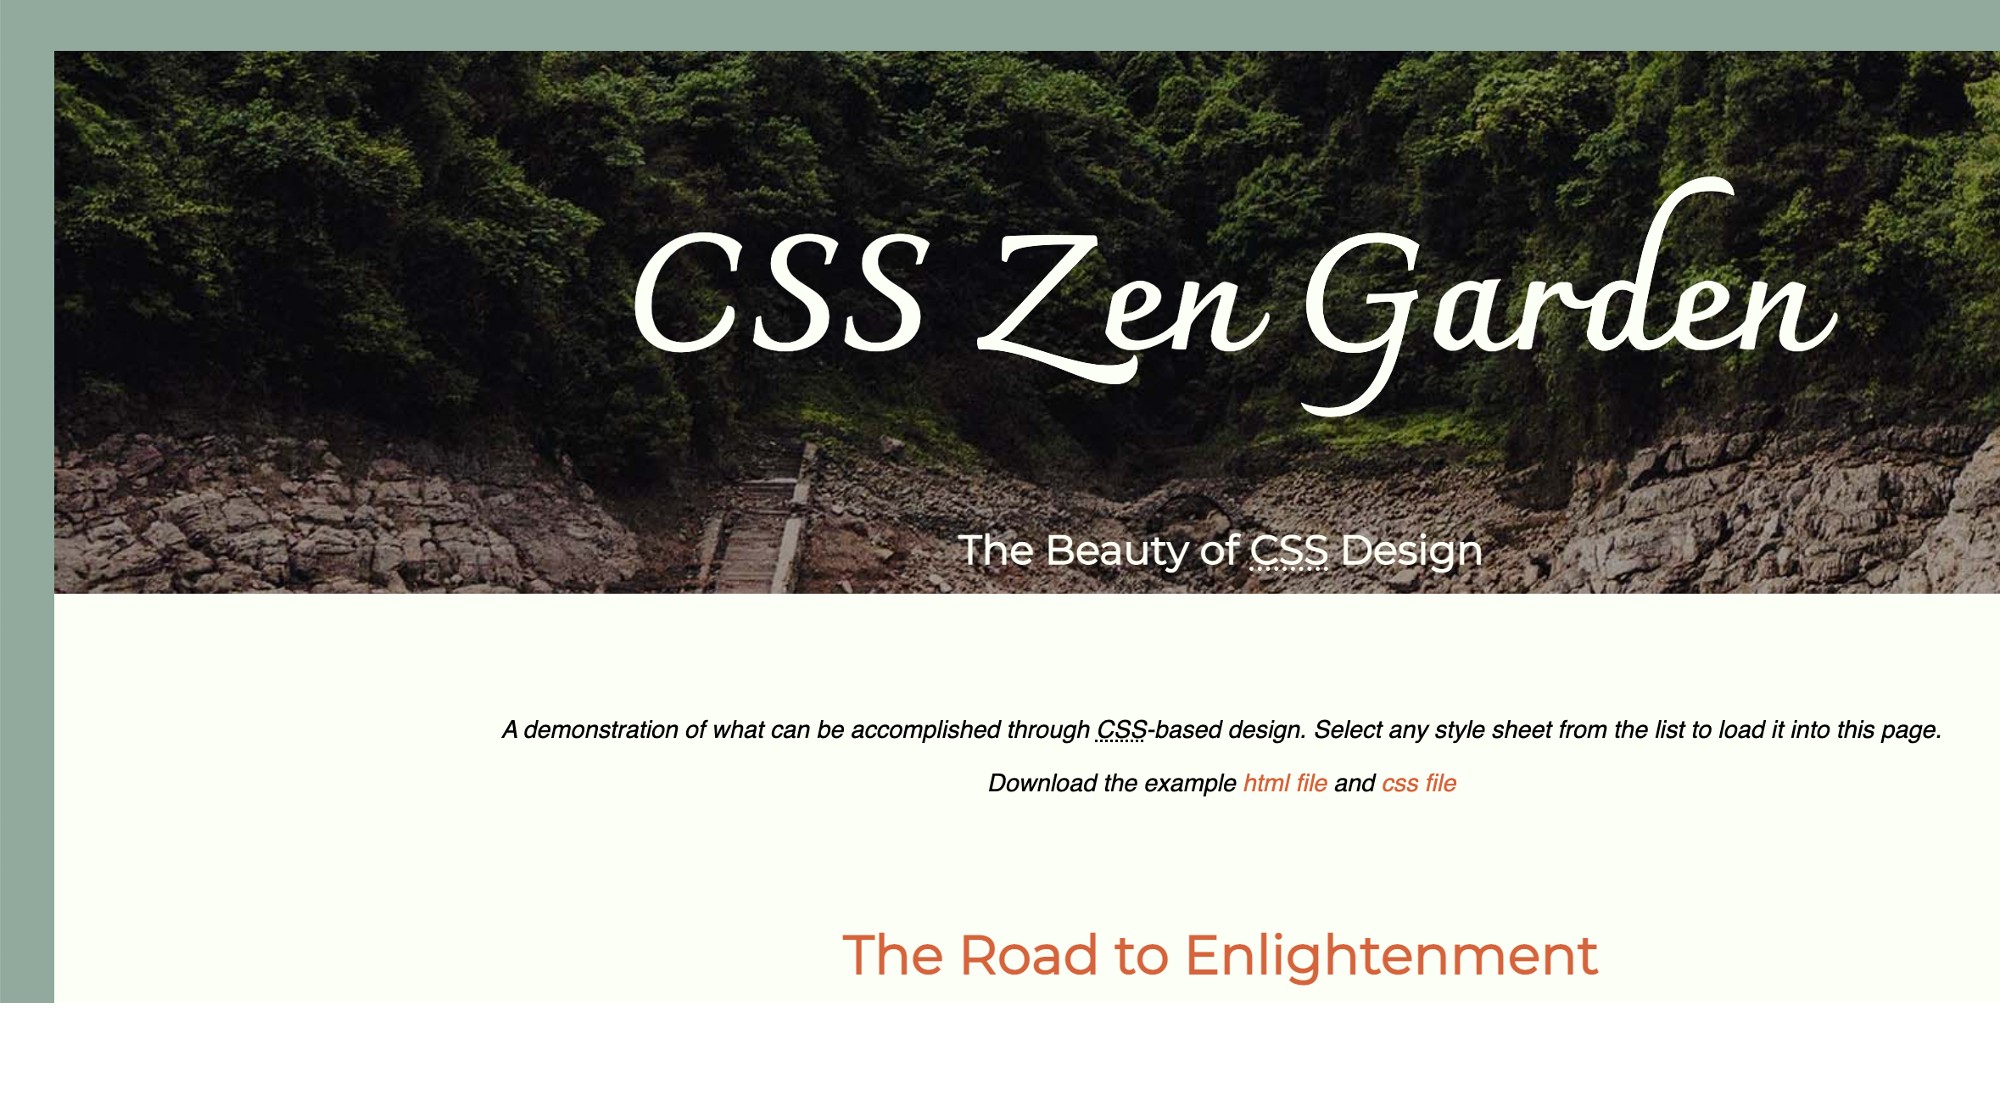 CSS Zen Garden
The Beauty of CSS Design
A demonstration of what can be accomplished through CSS-based design. Select any style sheet from the list to load it into this page.
Download the example html file and css file
The Road to Enlightenment